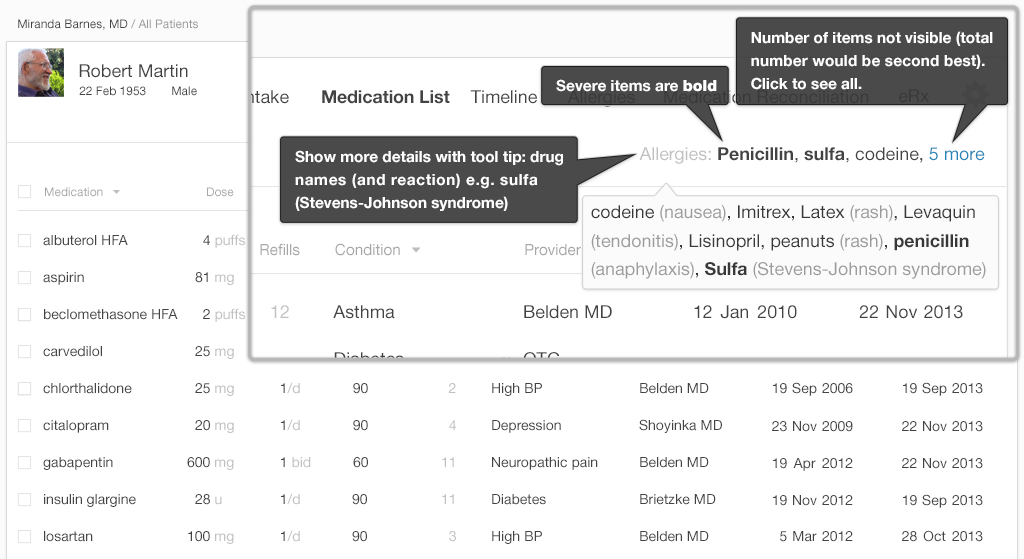 Miranda Barnes, MD / All Patients
Robert Martin
22 Feb 1953 Male
Number of items not visible (total
number would be second best).
Click to see all.
Severe items are bold
ntake Medication List Timeline Allergies Medication Reconciliation eRx
Show more details with tool tip: drug
names (and reaction) e.g. sulfa
(Stevens-Johnson syndrome)
Allergies: Penicillin, sulfa, codeine, 5 more
codeine (nausea), Imitrex, Latex (rash), Levaquin
(tendonitis), Lisinopril, peanuts (rash), penicillin
(anaphylaxis), Sulfa (Stevens-Johnson syndrome)
Medication Dose
Refills Condition Provider
albuterol HFA 4 puffs
aspirin 81 mg
beclomethasone HFA 2 puffs
12 Asthma Belden MD 12 Jan 2010 22 Nov 2013
carvedilol 25 mg
Diabetes OTC
chlorthalidone 25 mg 1/d 90 2 High BP Belden MD 19 Sep 2006 19 Sep 2013
citalopram 20 mg 1/d 90 4 Depression Shoyinka MD 23 Nov 2009 22 Nov 2013
gabapentin 600 mg 1 bid 60 11 Neuropathic pain Belden MD 19 Apr 2012 22 Nov 2013
insulin glargine 28 u 1/d 90 11 Diabetes Brietzke MD 19 Nov 2012 19 Sep 2013
losartan 100 mg 1/d 90 3 High BP Belden MD 5 Mar 2012 28 Oct 2013